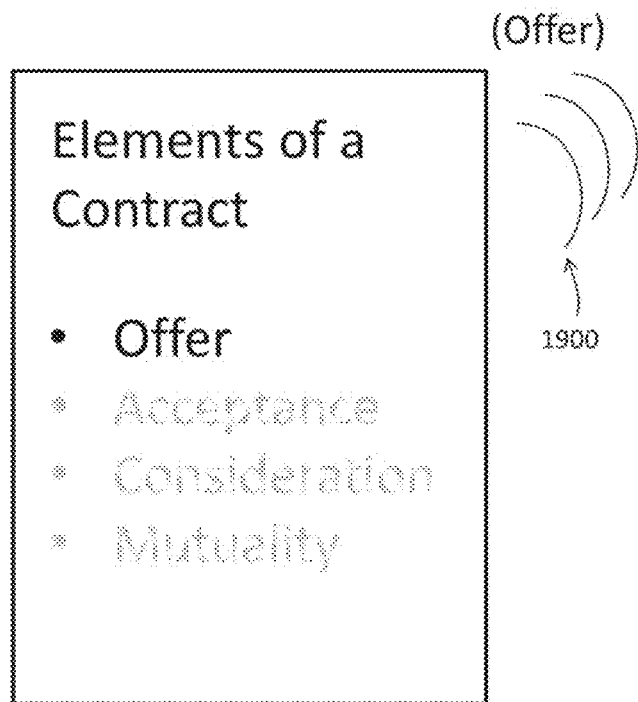 (Offer)
Elements of a
Contract
• Offer
• Acceptance
• Consideration
• Mutuality
1900